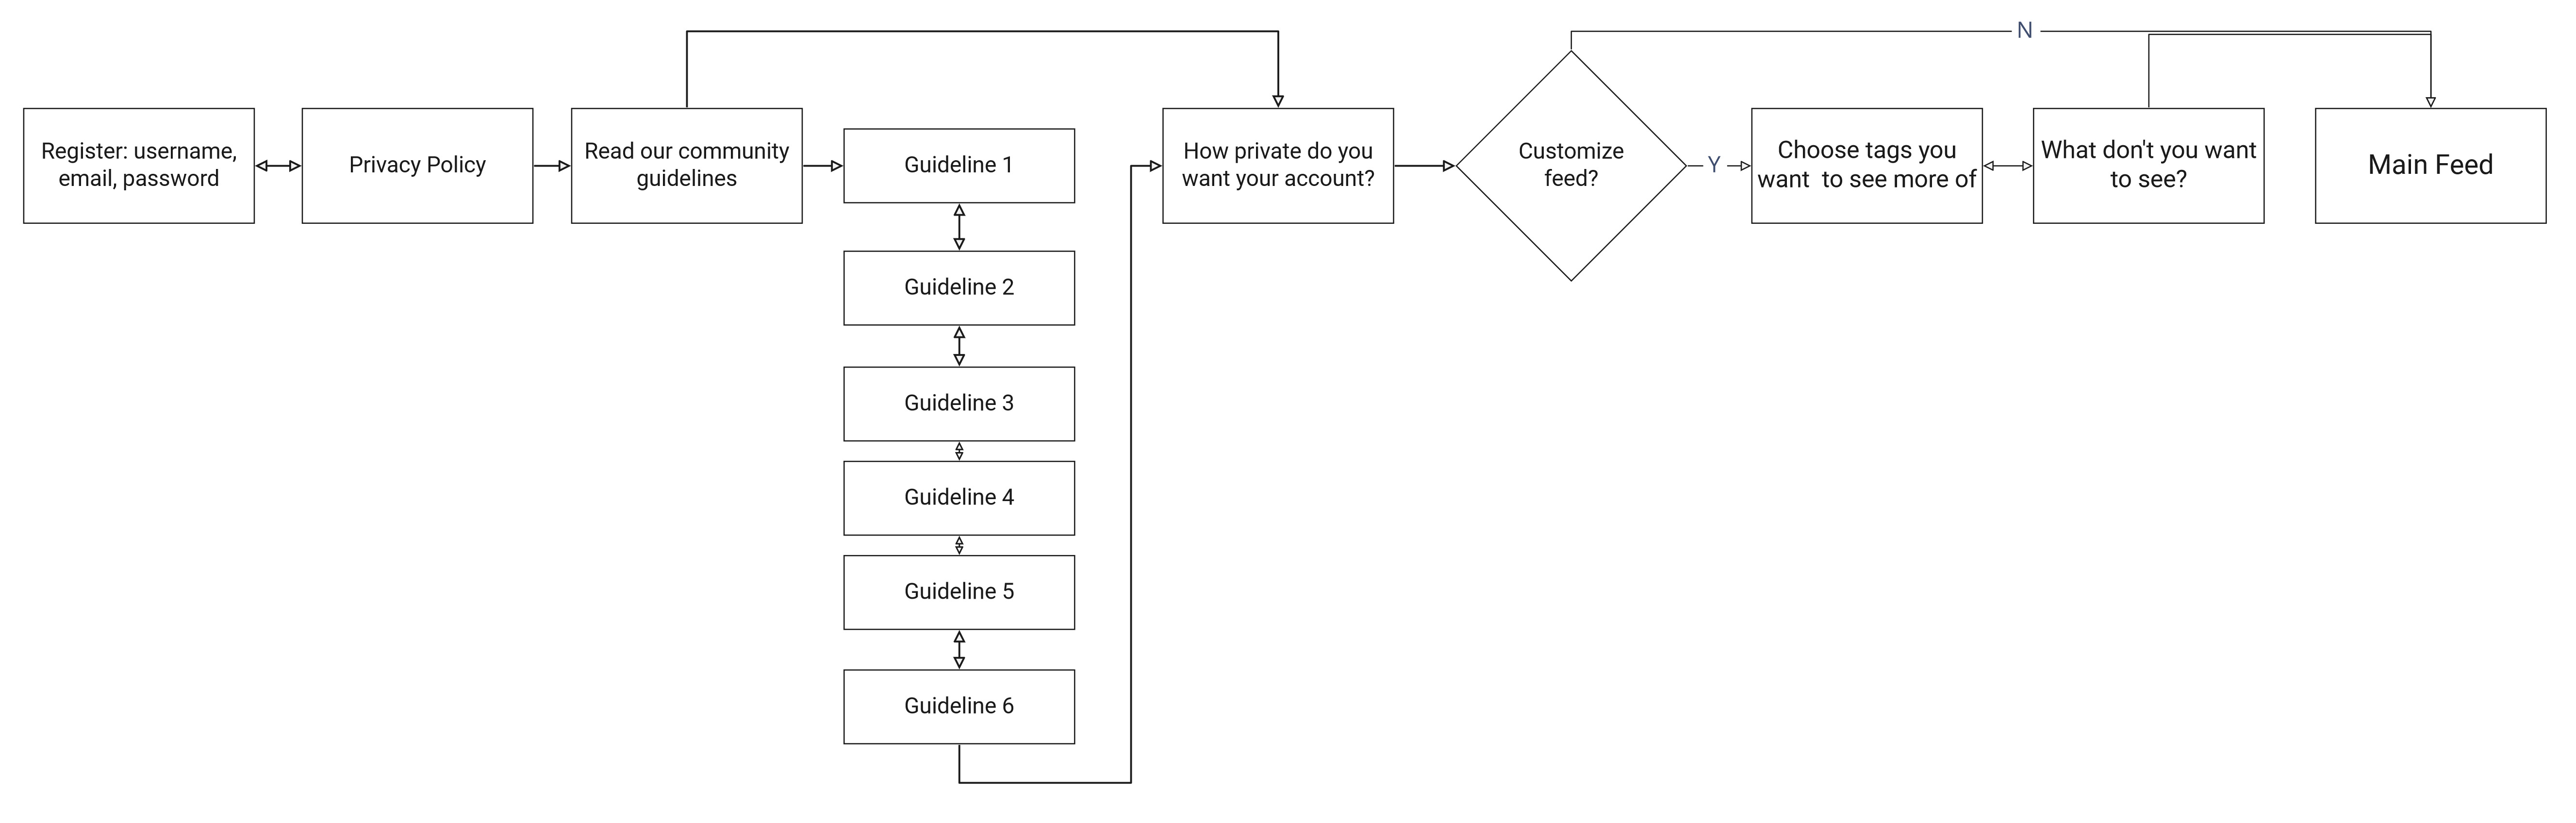 Register: username,
email, password
Privacy Policy
Read our community
guidelines
Guideline 1
Guideline 2
Guideline 3
Guideline 4
Guideline 5
Guideline 6
How private do you
want your account?
Customize
feed?
N
Y
Choose tags you
want  to see more of
What don't you want
to see?
Main Feed